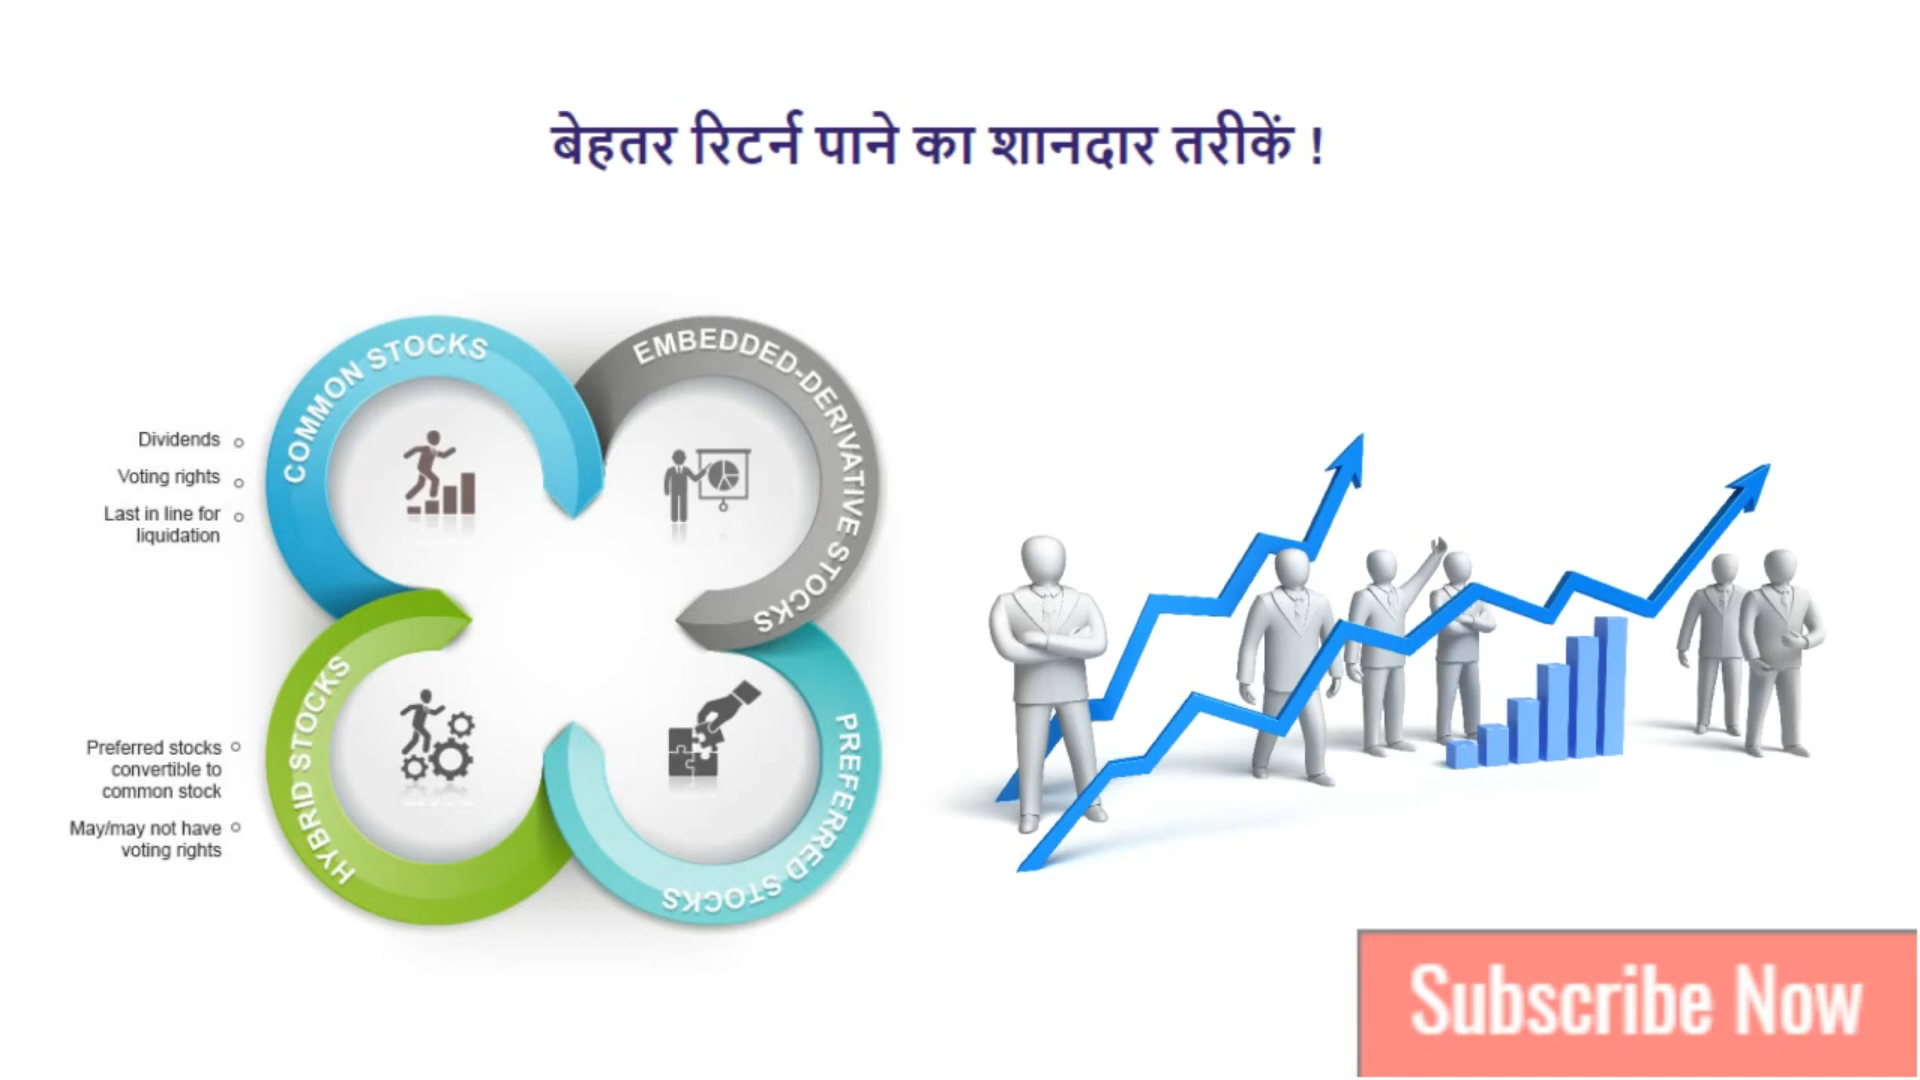 बेहतर रिटर्न पाने का शानदार तरीकें !
COMMON STOCKS
EMBEDDED-DERIVATIVE STOCKS
Dividends
Voting rights
Last in line for
liquidation
HYBRID STOCKS
PREFERRED STOCKS
Preferred stocks
convertible to
common stock
May/may not have
voting rights
Subscribe Now